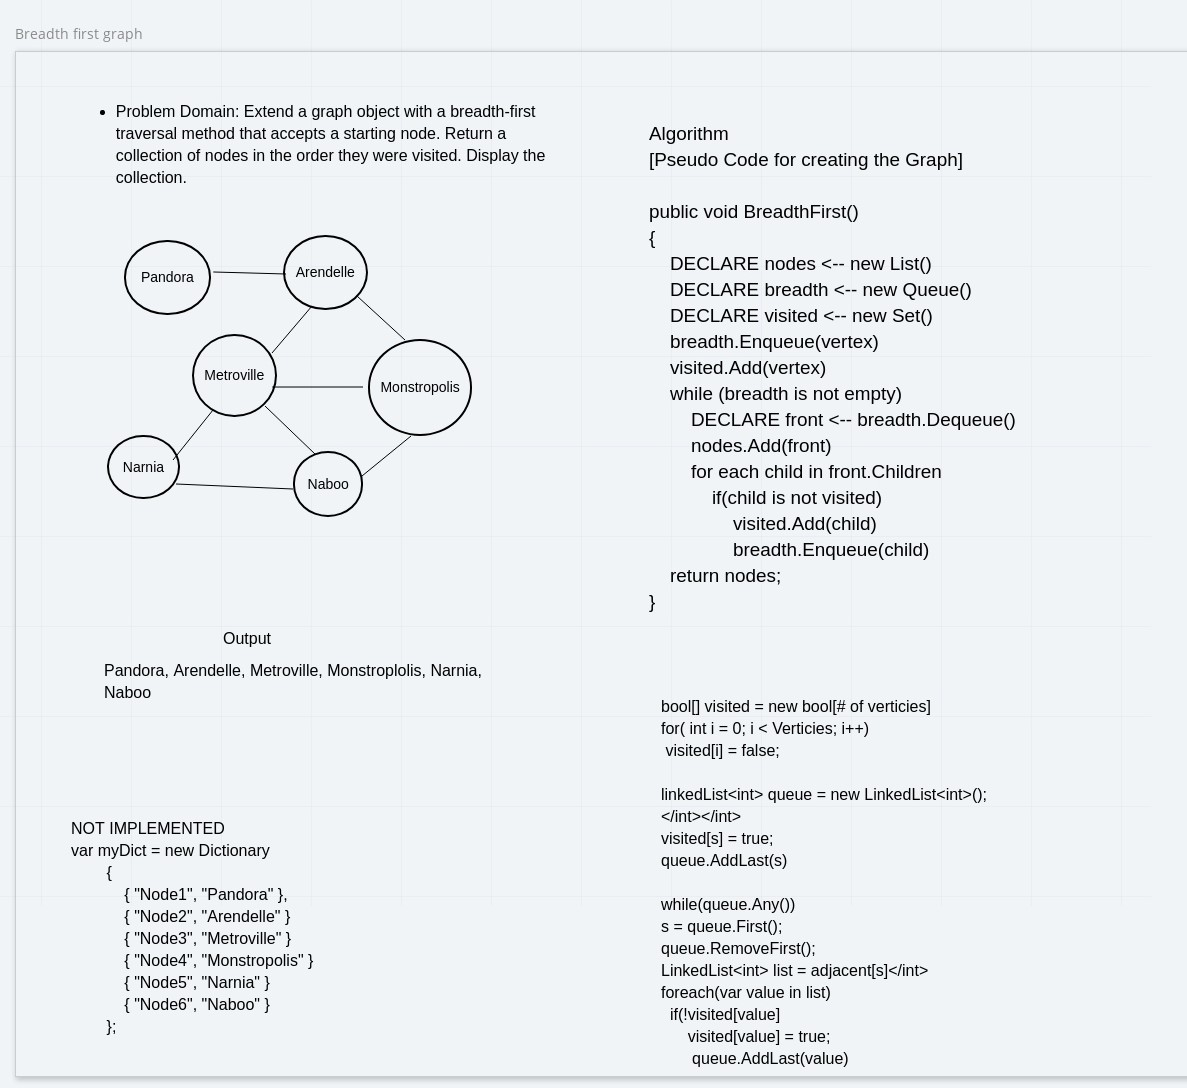 Breadth first graph
• Problem Domain: Extend a graph object with a breadth-first
traversal method that accepts a starting node. Return a
collection of nodes in the order they were visited. Display the
collection.
Pandora
Arendelle
Metroville
Monstropolis
Narnia
Naboo
Output
Pandora, Arendelle, Metroville, Monstroplolis, Narnia,
Naboo
NOT IMPLEMENTED
var myDict = new Dictionary
{
{ "Node1", "Pandora" },
{ "Node2", "Arendelle" }
{ "Node3", "Metroville" }
{ "Node4", "Monstropolis" }
{ "Node5", "Narnia" }
{ "Node6", "Naboo" }
};
Algorithm
[Pseudo Code for creating the Graph]
public void BreadthFirst()
{
DECLARE nodes <-- new List()
DECLARE breadth <-- new Queue()
DECLARE visited <-- new Set()
breadth.Enqueue(vertex)
visited.Add(vertex)
while (breadth is not empty)
DECLARE front <-- breadth.Dequeue()
nodes.Add(front)
for each child in front.Children
if(child is not visited)
visited.Add(child)
breadth.Enqueue(child)
return nodes;
}
bool[] visited = new bool[# of verticies]
for( int i = 0; i < Verticies; i++)
visited[i] = false;
linkedList<int> queue = new LinkedList<int>();
</int></int>
visited[s] = true;
queue.AddLast(s)
while(queue.Any())
s = queue.First();
queue.RemoveFirst();
LinkedList<int> list = adjacent[s]</int>
foreach(var value in list)
if(!visited[value]
visited[value] = true;
queue.AddLast(value)